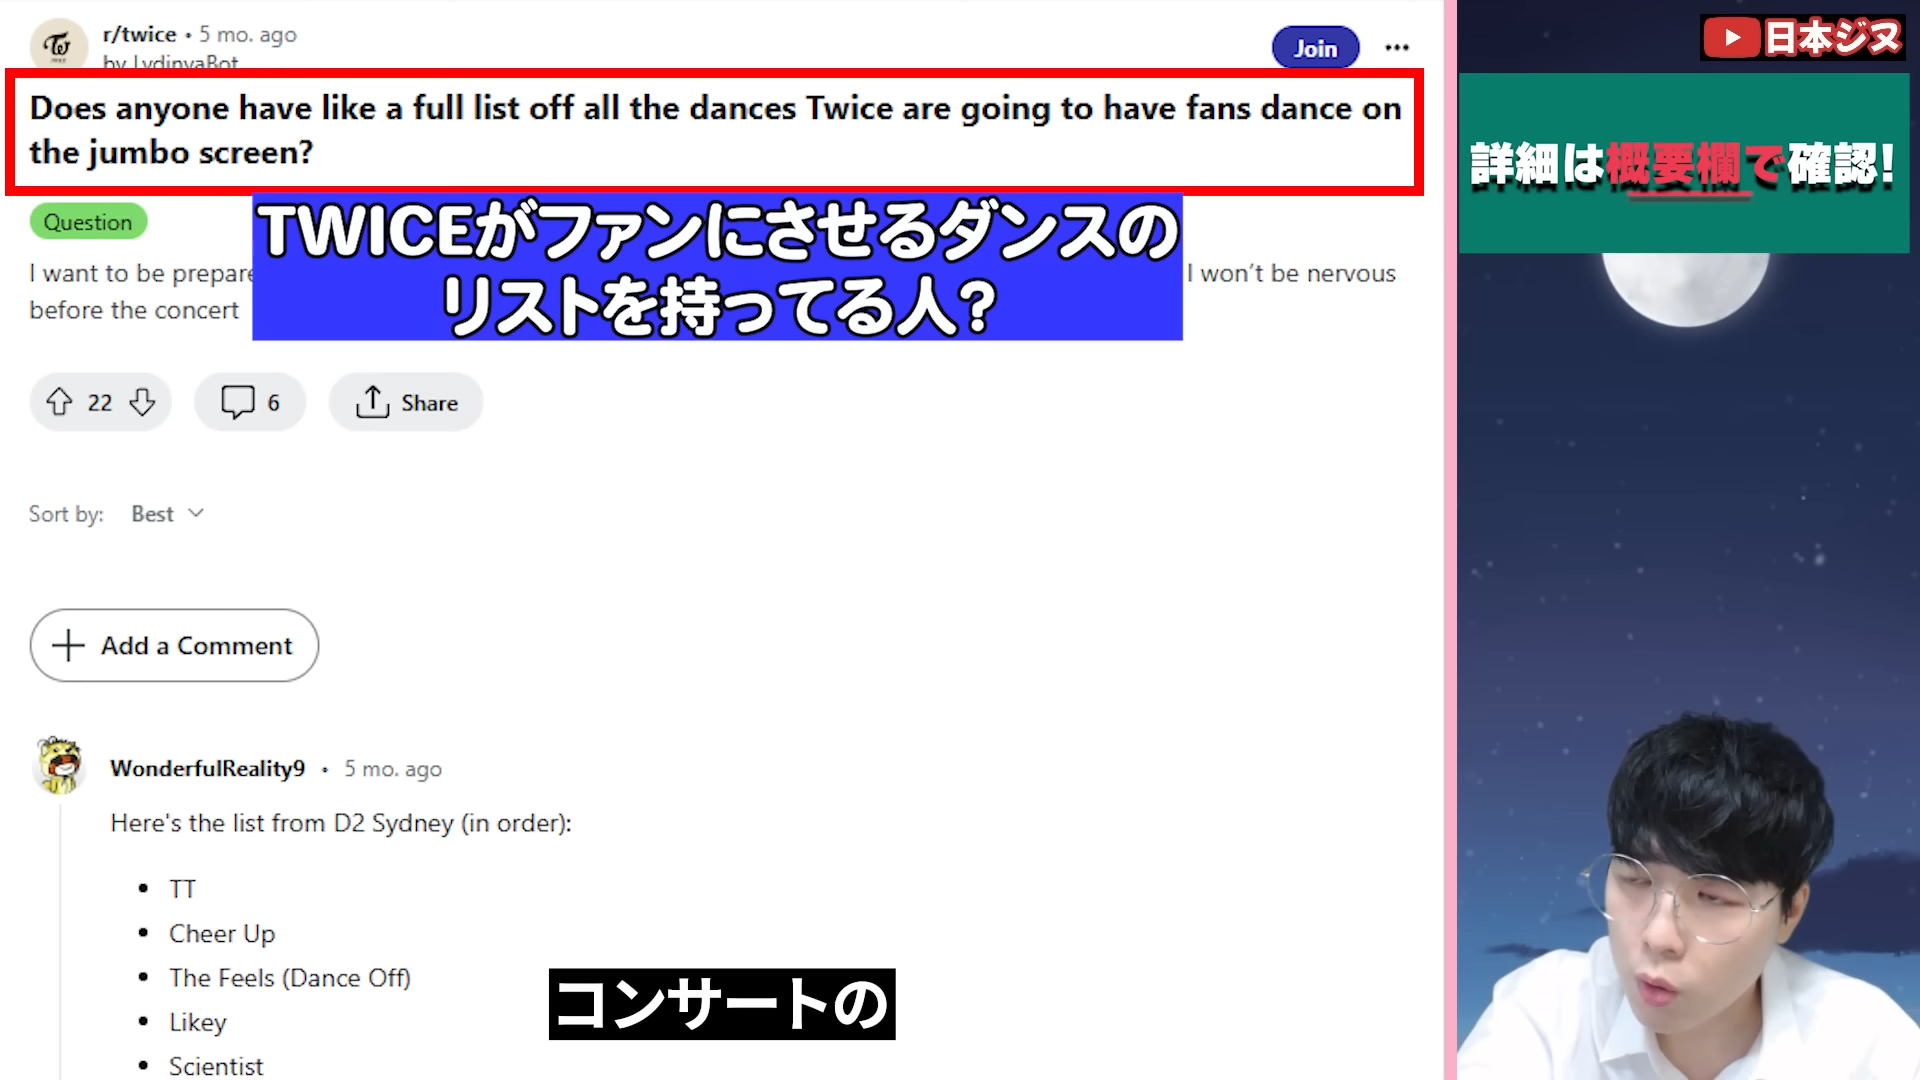 r/twice • 5 mo. ago
by LydinyaBot
Join
Does anyone have like a full list off all the dances Twice are going to have fans dance on
the jumbo screen?
Question
TWICEがファンにさせるダンスの
リストを持ってる人?
I want to be prepare
I won't be nervous
before the concert
22
6
Share
Sort by:
Best
Add a Comment
WonderfulReality9 • 5 mo. ago
Here's the list from D2 Sydney (in order):
• TT
• Cheer Up
• The Feels (Dance Off)
• Likey
• Scientist
コンサートの
日本ジヌ
詳細は概要欄で確認!